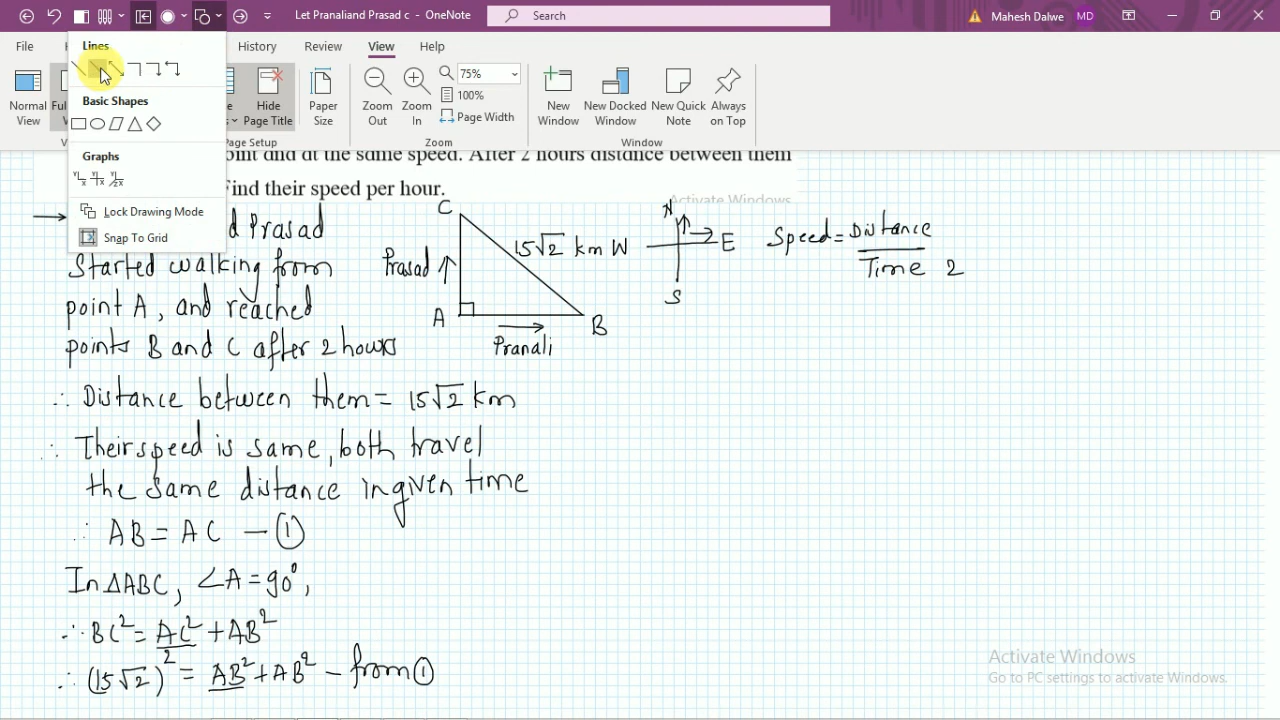 Let Pranaliand Prasad c - OneNote
Search
Mahesh Dalwe
MD
File
History
Review
View
Help
Lines
Basic Shapes
Graphs
Lock Drawing Mode
Snap To Grid
Normal View
Hide Page Title
Paper Size
Zoom Out
Zoom In
75%
100%
Page Width
New Window
New Docked Window
New Quick Note
Always on Top
Page Setup
Zoom
Window
oint and at the same speed. After 2 hours distance between them
Find their speed per hour.
Activate Windows
d Prasad
Started walking from
point A, and reached
points B and C after 2 hours
∴ Distance between them = 15√2 km
∴ Their speed is same, both travel
the same distance in given time
∴ AB = AC — ①
In △ABC, ∠A = 90°,
∴ BC² = AC² + AB²
∴ (15√2)² = AB² + AB² – from ①
C
Prasad
15√2 km
A
B
Pranali
N
W
E
S
Speed = Distance
Time 2
Activate Windows
Go to PC settings to activate Windows.